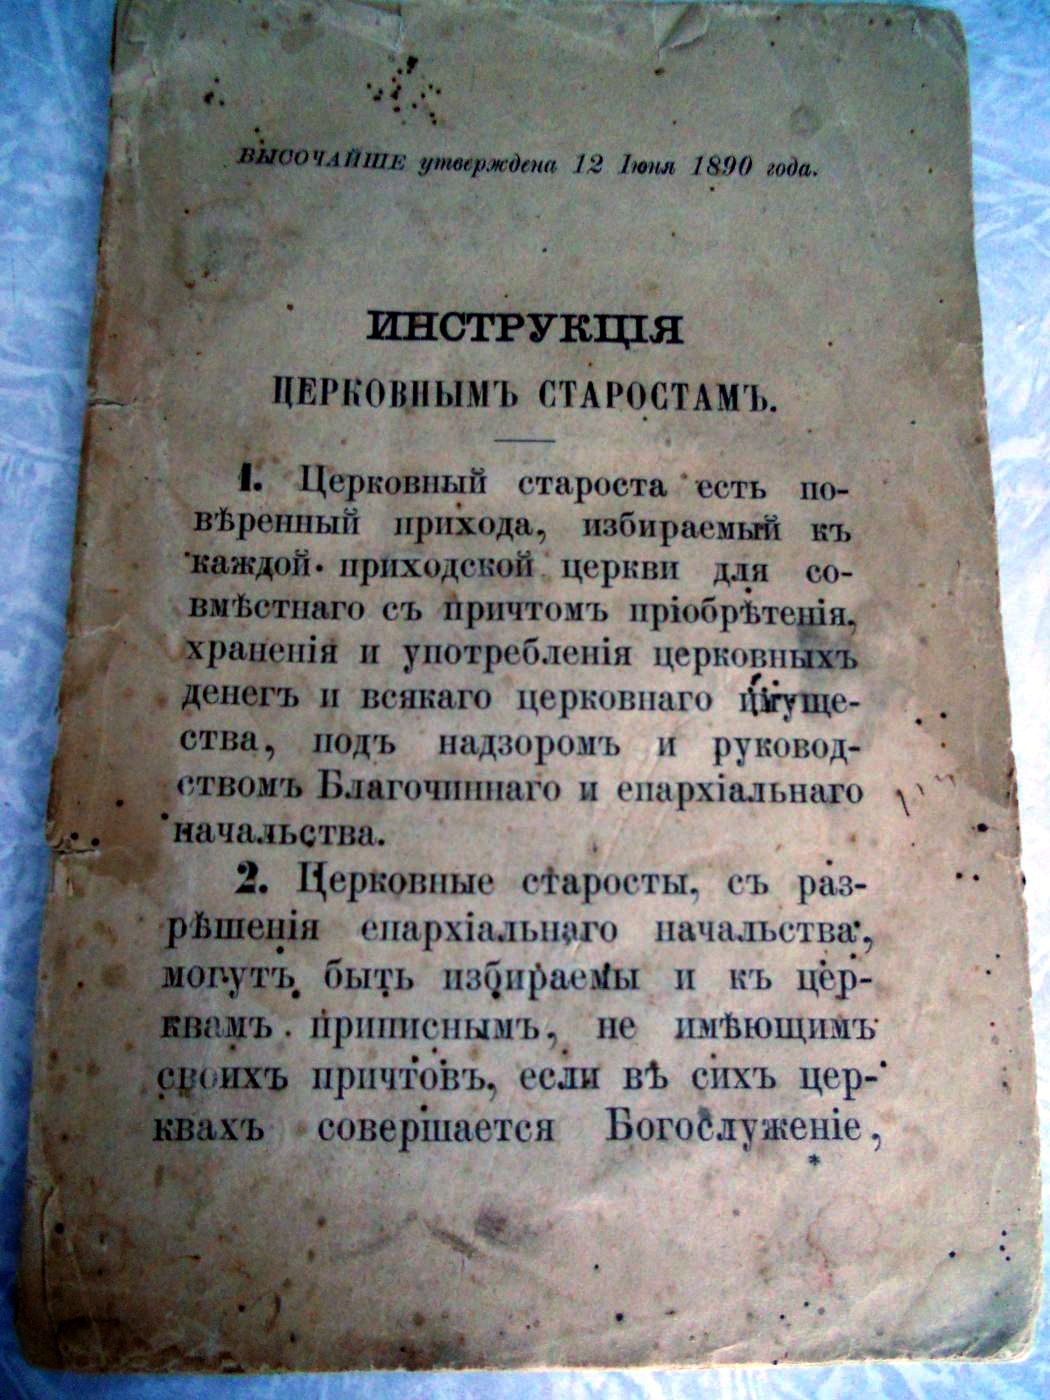 ВЫСОЧАЙШЕ утверждена 12 Іюня 1890 года.
ИНСТРУКЦІЯ
ЦЕРКОВНЫМЪ СТАРОСТАМЪ.
1. Церковный староста есть по-
вѣренный прихода, избираемый къ
каждой приходской церкви для со-
вмѣстнаго съ причтомъ пріобрѣтенія,
храненія и употребленія церковныхъ
денегъ и всякаго церковнаго имуще-
ства, подъ надзоромъ и руковод-
ствомъ Благочиннаго и епархіальнаго
начальства.
2. Церковные старосты, съ раз-
рѣшенія епархіальнаго начальства,
могутъ быть избираемы и къ цер-
квамъ приписнымъ, не имѣющимъ
своихъ причтовъ, если въ сихъ цер-
квахъ совершается Богослуженіе,
*